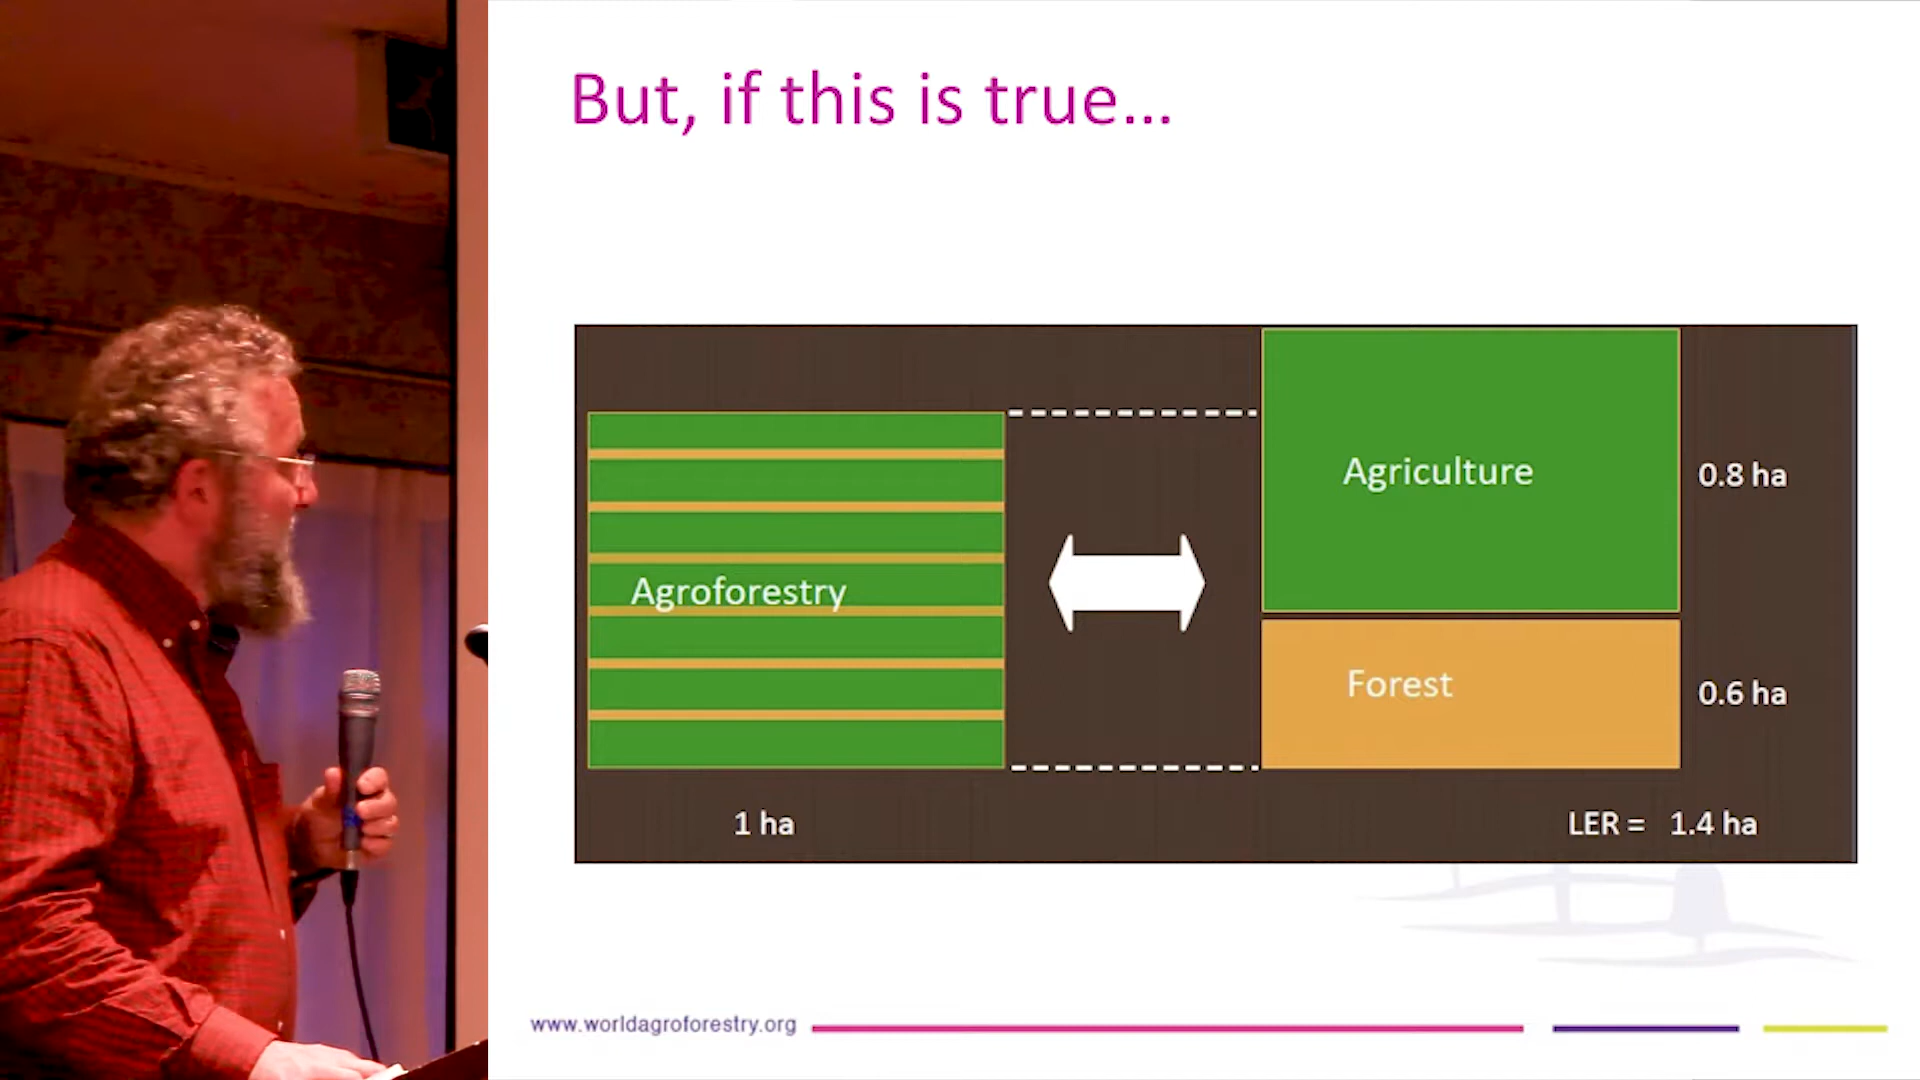 But, if this is true...
Agriculture
0.8 ha
Agroforestry
Forest
0.6 ha
1 ha
LER = 1.4 ha
www.worldagroforestry.org